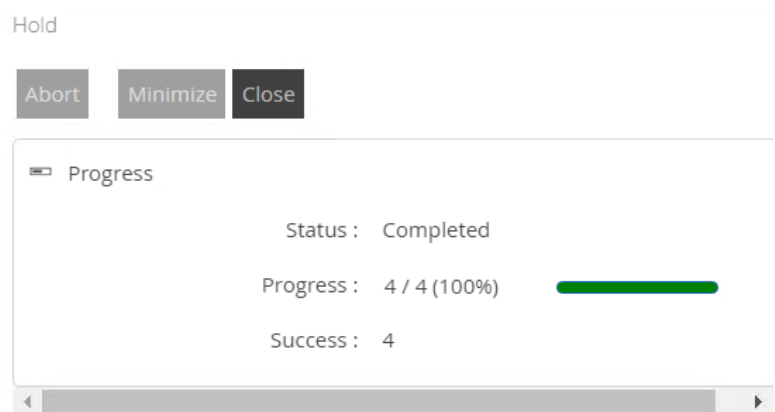 Hold
Abort Minimize Close
Progress
Status : Completed
Progress : 4 / 4 (100%)
Success : 4